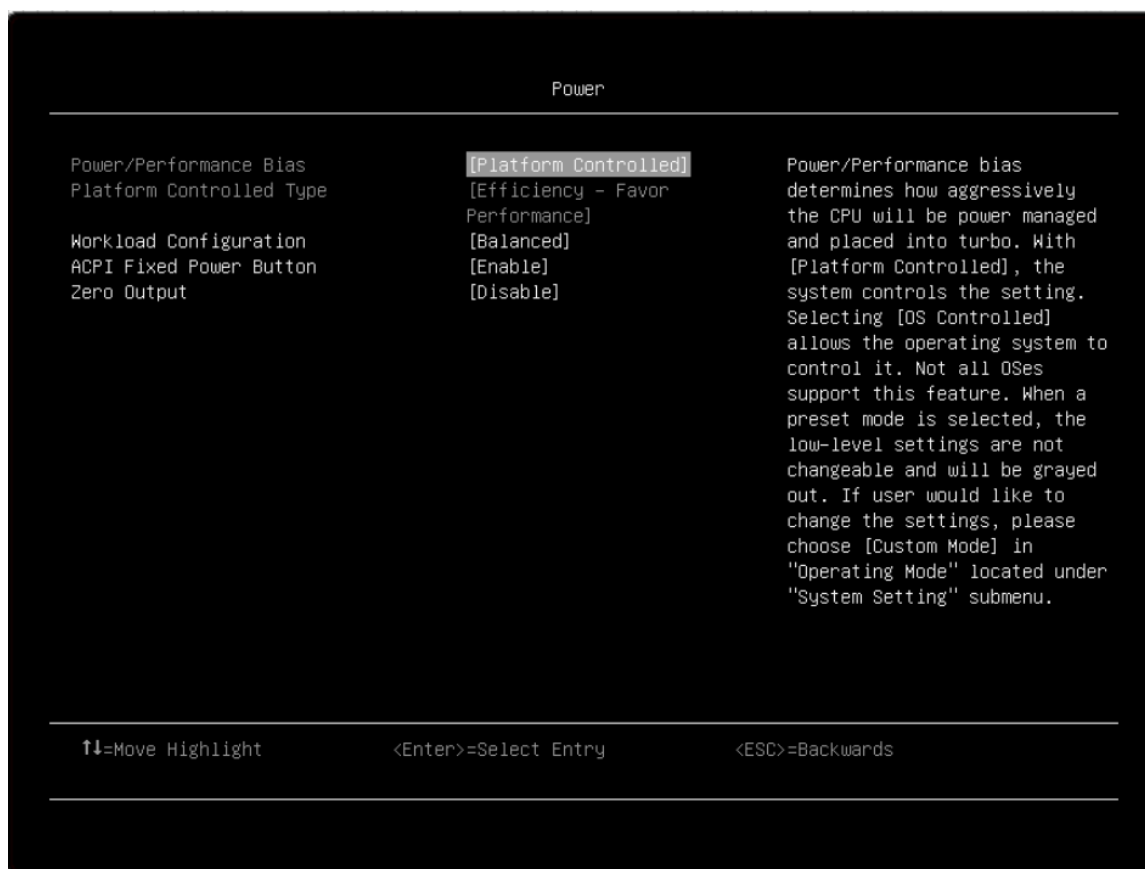 Power
Power/Performance Bias [Platform Controlled]
Platform Controlled Type [Efficiency – Favor
Performance]
Workload Configuration [Balanced]
ACPI Fixed Power Button [Enable]
Zero Output [Disable]
Power/Performance bias
determines how aggressively
the CPU will be power managed
and placed into turbo. With
[Platform Controlled], the
system controls the setting.
Selecting [OS Controlled]
allows the operating system to
control it. Not all OSes
support this feature. When a
preset mode is selected, the
low–level settings are not
changeable and will be grayed
out. If user would like to
change the settings, please
choose [Custom Mode] in
"Operating Mode" located under
"System Setting" submenu.
↑↓=Move Highlight <Enter>=Select Entry <ESC>=Backwards